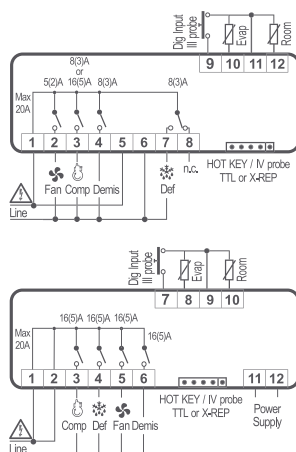 Dig Input
III probe
Evap
Room
9 10 11 12
8(3)A
or
5(2)A 16(5)A 8(3)A 8(3)A
Max
20A
1 2 3 4 5 6 7 8
HOT KEY / IV probe
TTL or X-REP
n.c.
Fan Comp Demis Def
Line
Dig Input
III probe
Evap
Room
7 8 9 10
16(5)A 16(5)A 16(5)A
16(5)A
Max
20A
1 2 3 4 5 6 11 12
HOT KEY / IV probe
TTL or X-REP
Power
Supply
Comp Def Fan Demis
Line